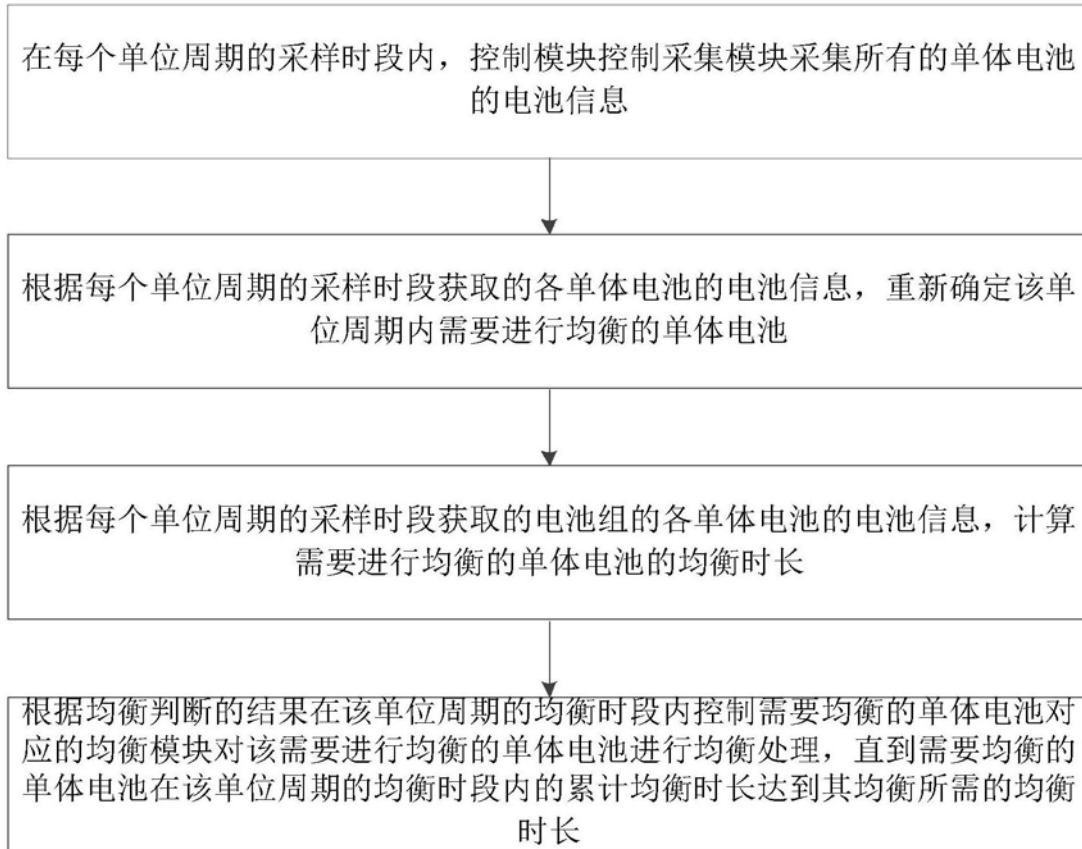 在每个单位周期的采样时段内，控制模块控制采集模块采集所有的单体电池
的电池信息
根据每个单位周期的采样时段获取的各单体电池的电池信息，重新确定该单
位周期内需要进行均衡的单体电池
根据每个单位周期的采样时段获取的电池组的各单体电池的电池信息，计算
需要进行均衡的单体电池的均衡时长
根据均衡判断的结果在该单位周期的均衡时段内控制需要均衡的单体电池对
应的均衡模块对该需要进行均衡的单体电池进行均衡处理，直到需要均衡的
单体电池在该单位周期的均衡时段内的累计均衡时长达到其均衡所需的均衡
时长